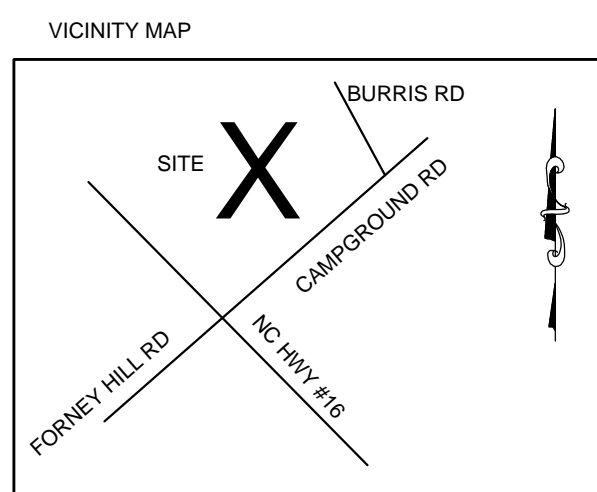 VICINITY MAP
BURRIS RD
SITE X
CAMPGROUND RD
NC HWY #16
FORNEY HILL RD